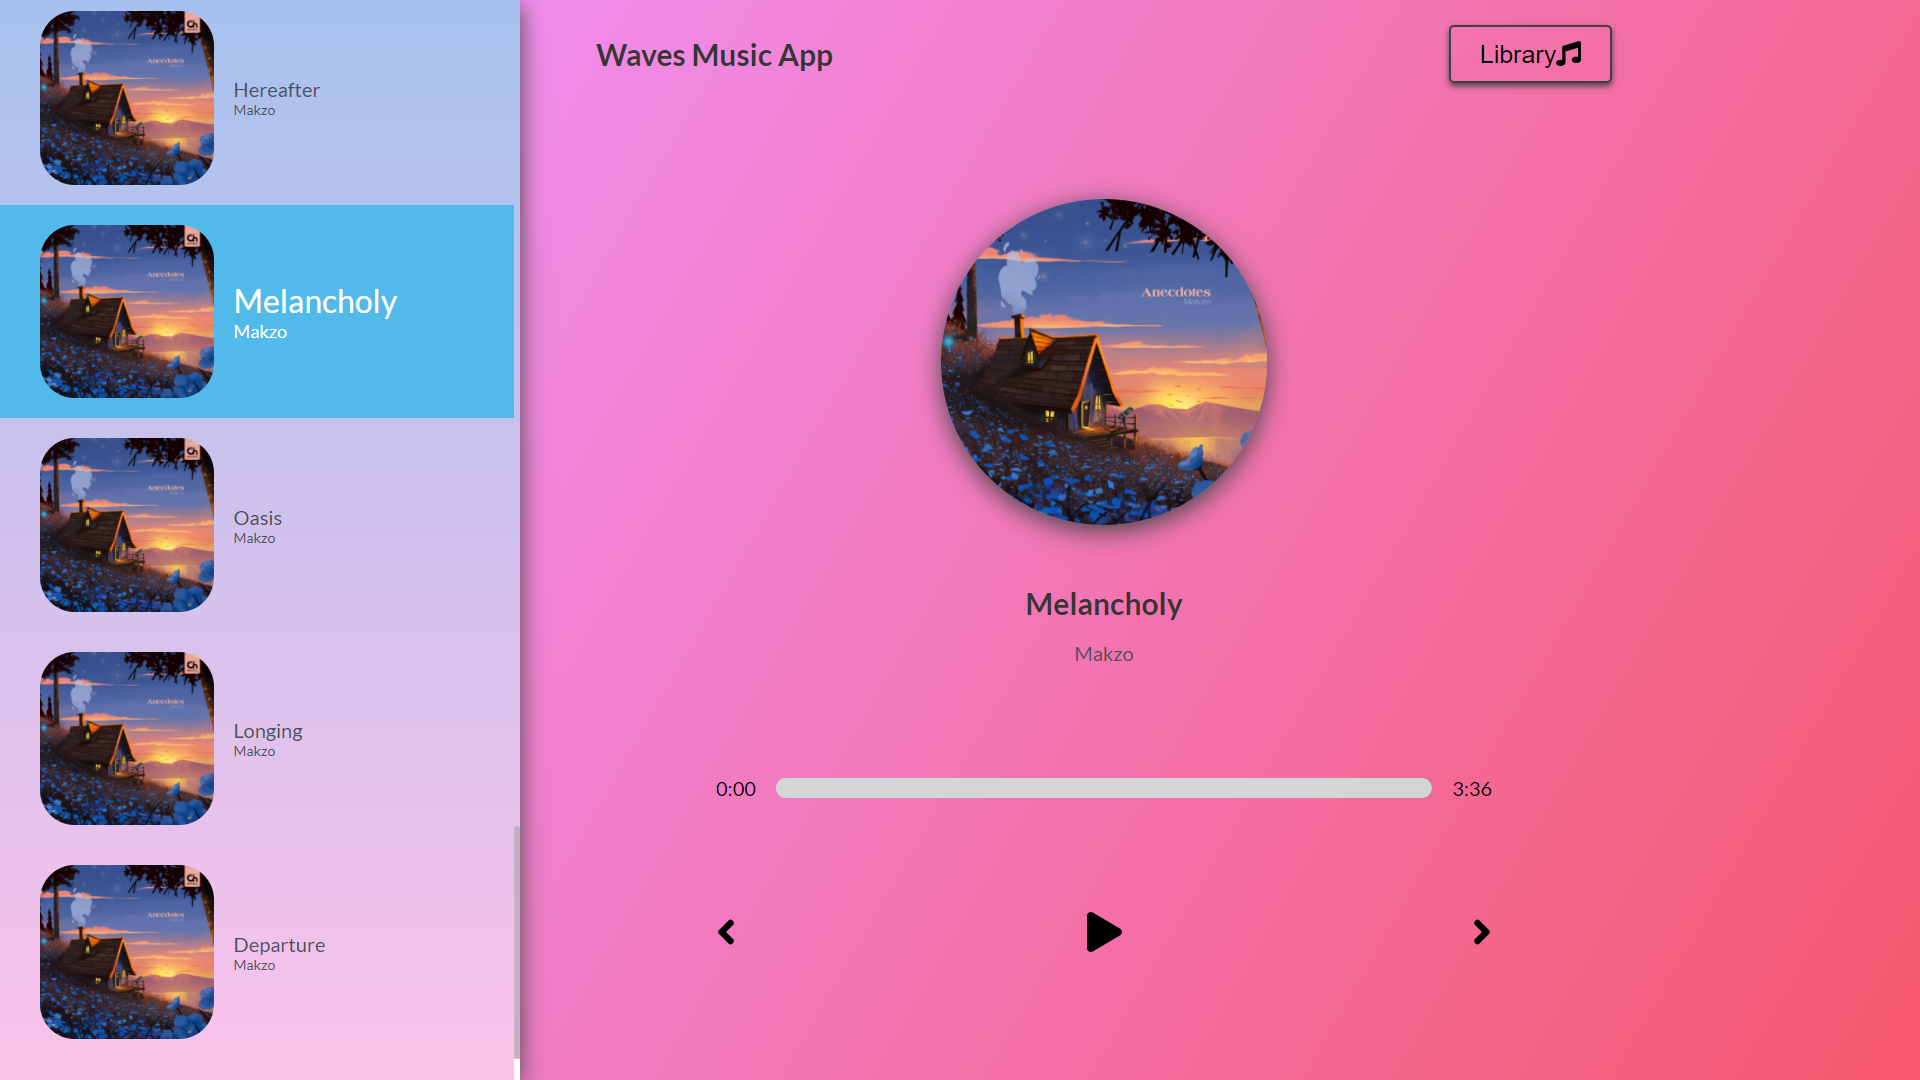 Hereafter
Makzo
Melancholy
Makzo
Oasis
Makzo
Longing
Makzo
Departure
Makzo
Waves Music App
Library
Anecdotes
Makzo
Melancholy
Makzo
0:00
3:36